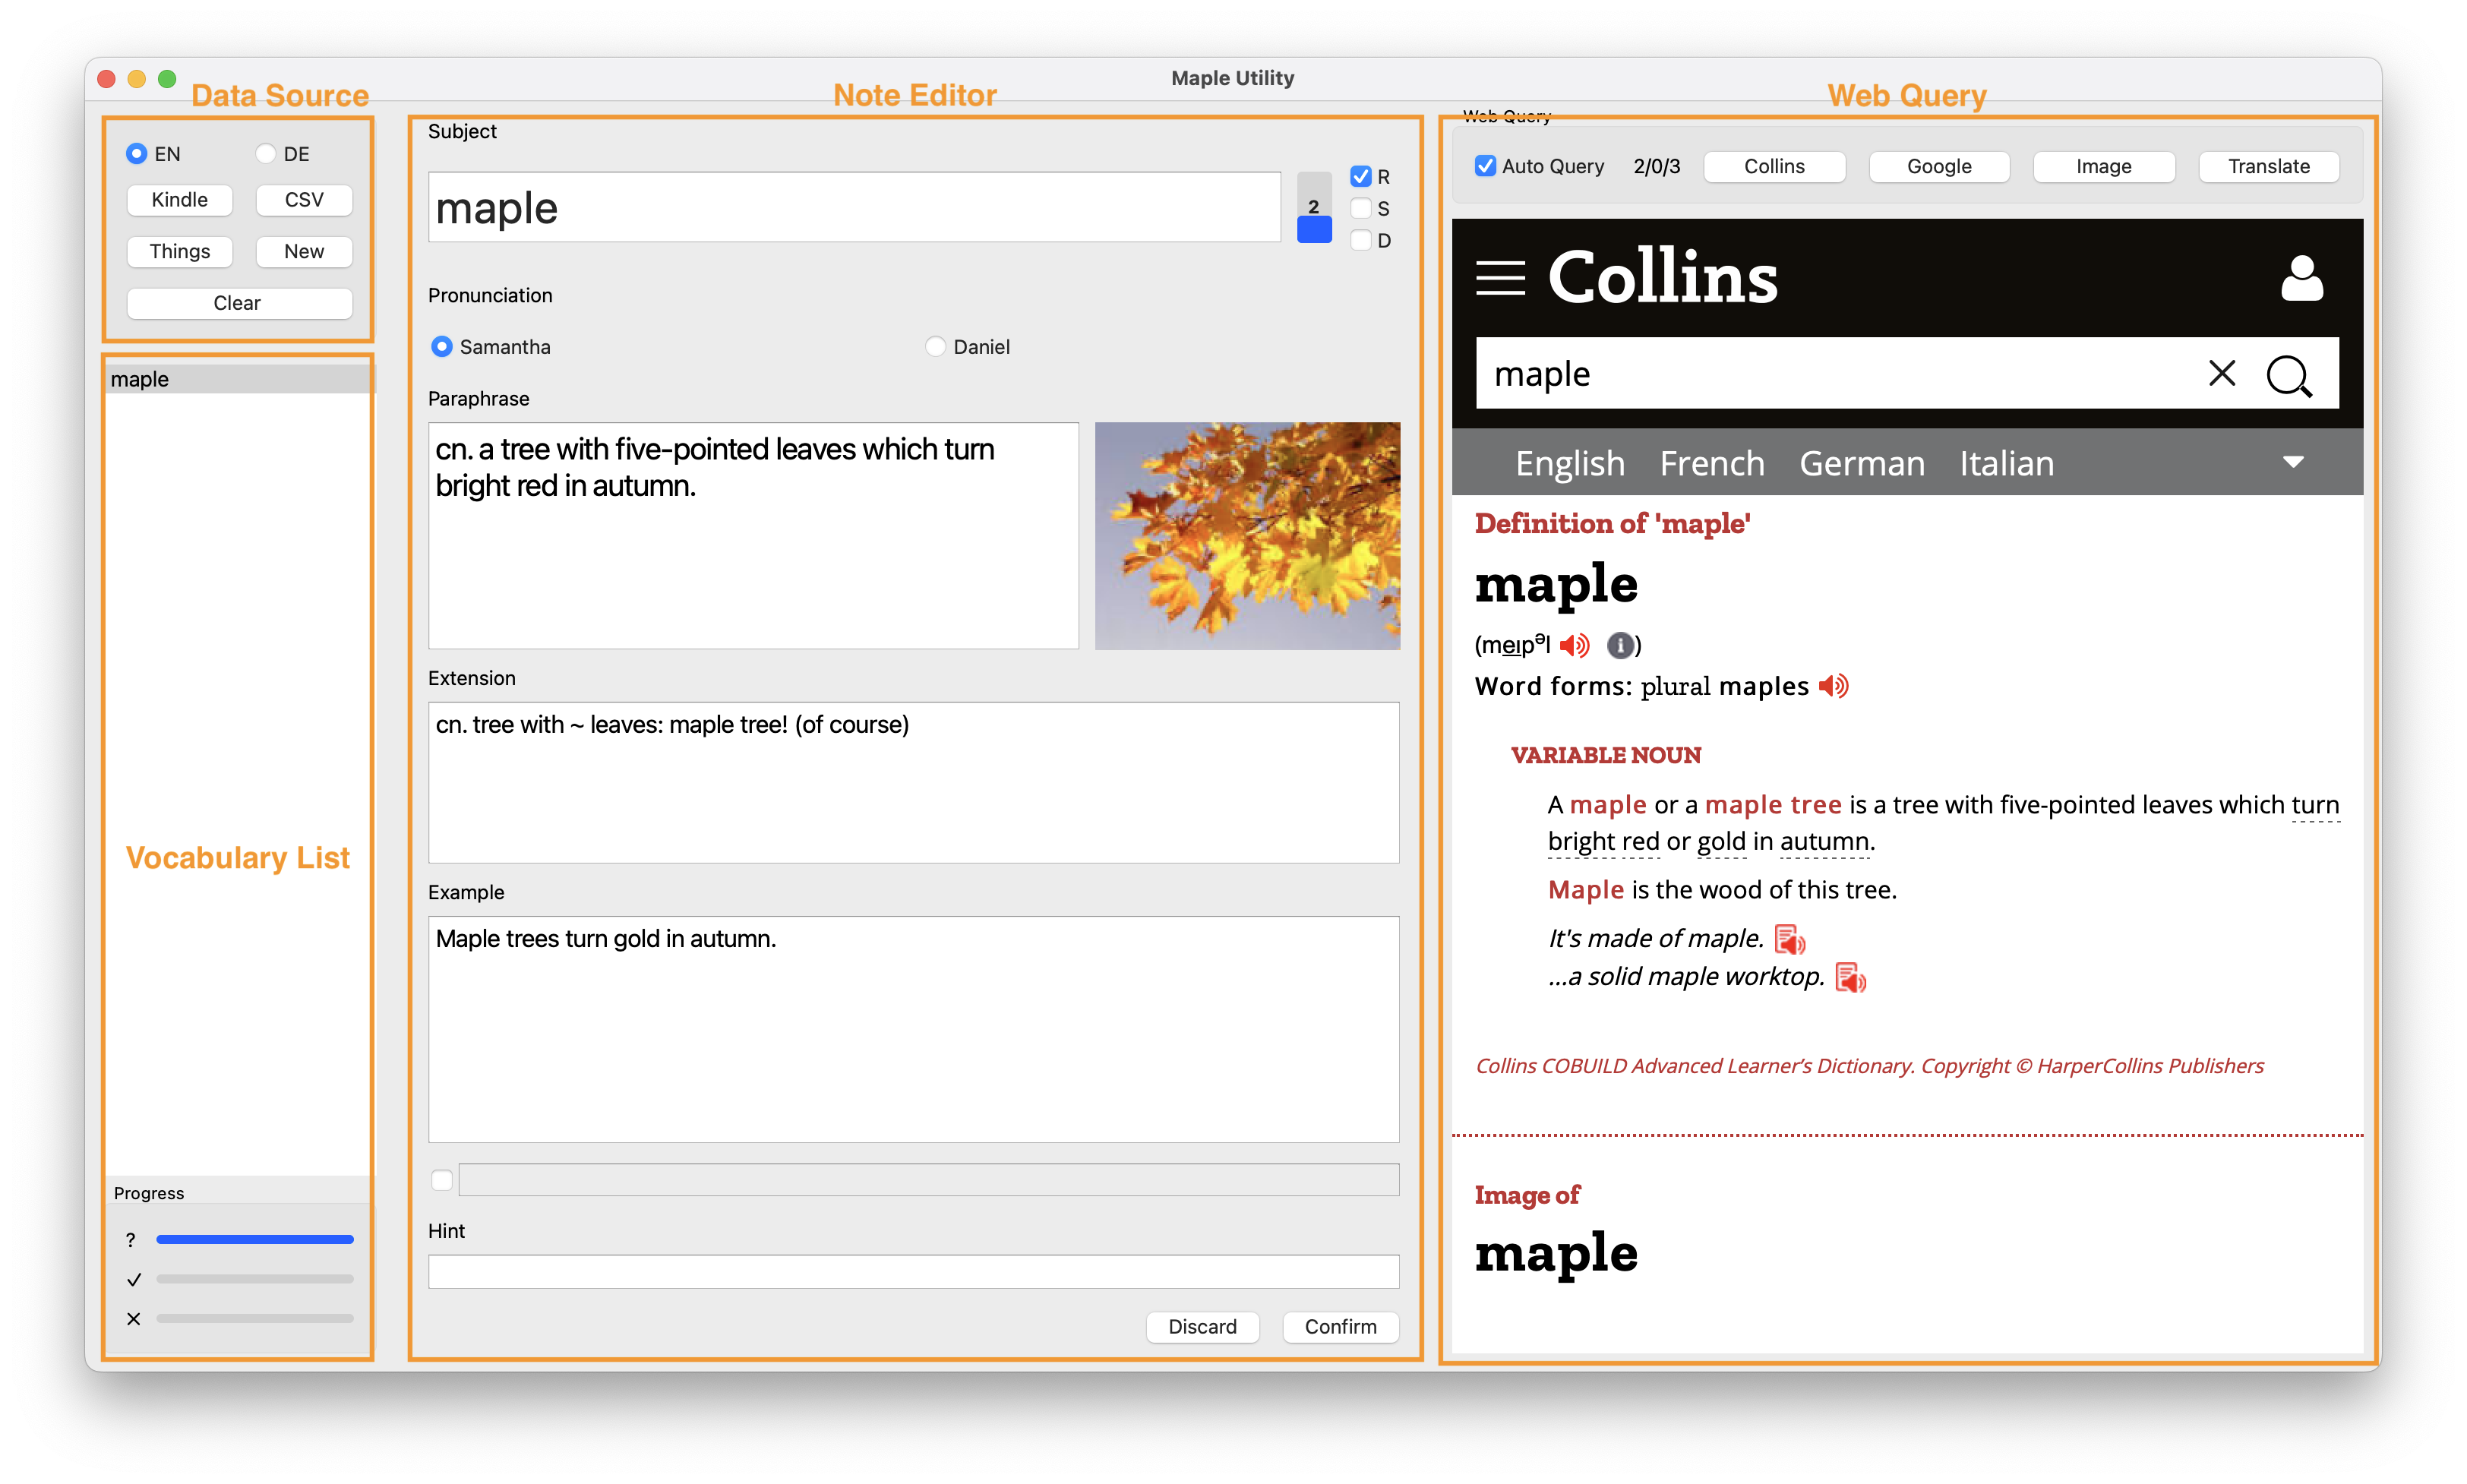 Maple Utility
Data Source
EN
DE
Kindle
CSV
Things
New
Clear
maple
Vocabulary List
Progress
?
✓
×
Note Editor
Subject
maple
2
R
S
D
Pronunciation
Samantha
Daniel
Paraphrase
cn. a tree with five-pointed leaves which turn
bright red in autumn.
Extension
cn. tree with ~ leaves: maple tree! (of course)
Example
Maple trees turn gold in autumn.
Hint
Discard
Confirm
Web Query
Web Query
Auto Query
2/0/3
Collins
Google
Image
Translate
Collins
maple
English French German Italian
Definition of 'maple'
maple
(meɪpəl i)
Word forms: plural maples
VARIABLE NOUN
A maple or a maple tree is a tree with five-pointed leaves which turn
bright red or gold in autumn.
Maple is the wood of this tree.
It's made of maple.
...a solid maple worktop.
Collins COBUILD Advanced Learner's Dictionary. Copyright © HarperCollins Publishers
Image of
maple